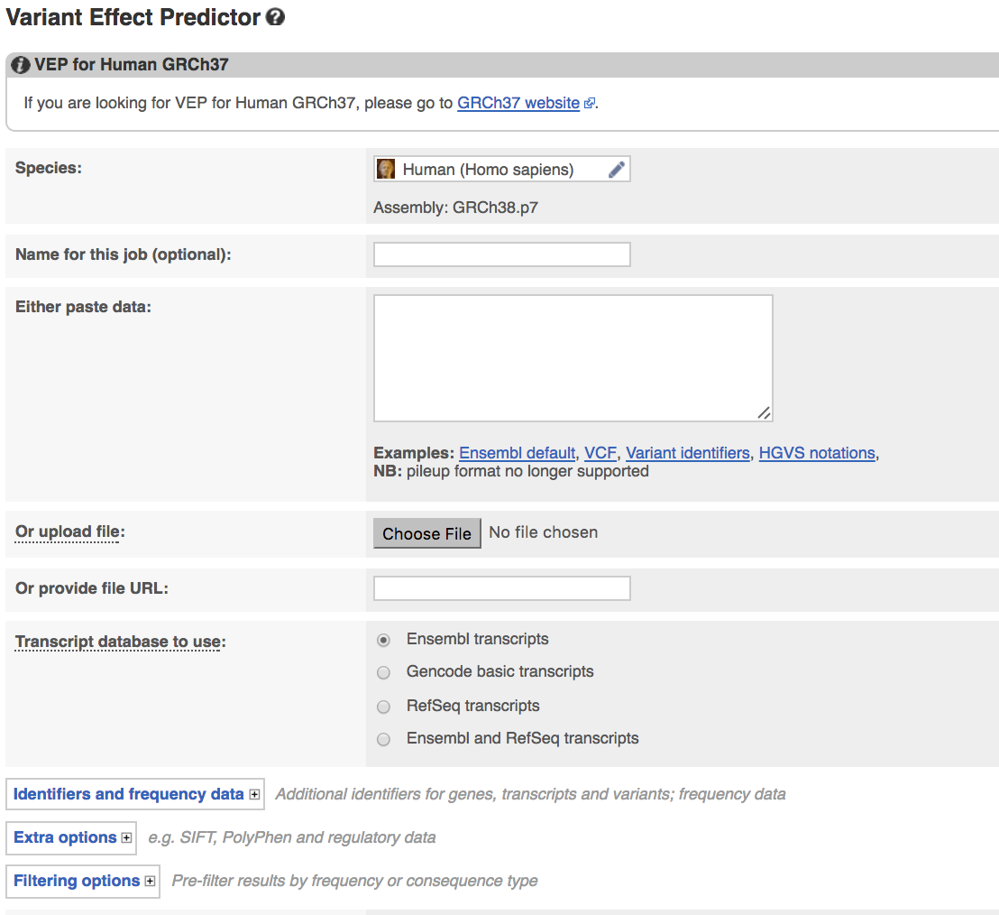 Variant Effect Predictor
VEP for Human GRCh37
If you are looking for VEP for Human GRCh37, please go to GRCh37 website.
Species:
Human (Homo sapiens)
Assembly: GRCh38.p7
Name for this job (optional):
Either paste data:
Examples: Ensembl default, VCF, Variant identifiers, HGVS notations,
NB: pileup format no longer supported
Or upload file:
Choose File No file chosen
Or provide file URL:
Transcript database to use:
Ensembl transcripts
Gencode basic transcripts
RefSeq transcripts
Ensembl and RefSeq transcripts
Identifiers and frequency data Additional identifiers for genes, transcripts and variants; frequency data
Extra options e.g. SIFT, PolyPhen and regulatory data
Filtering options Pre-filter results by frequency or consequence type